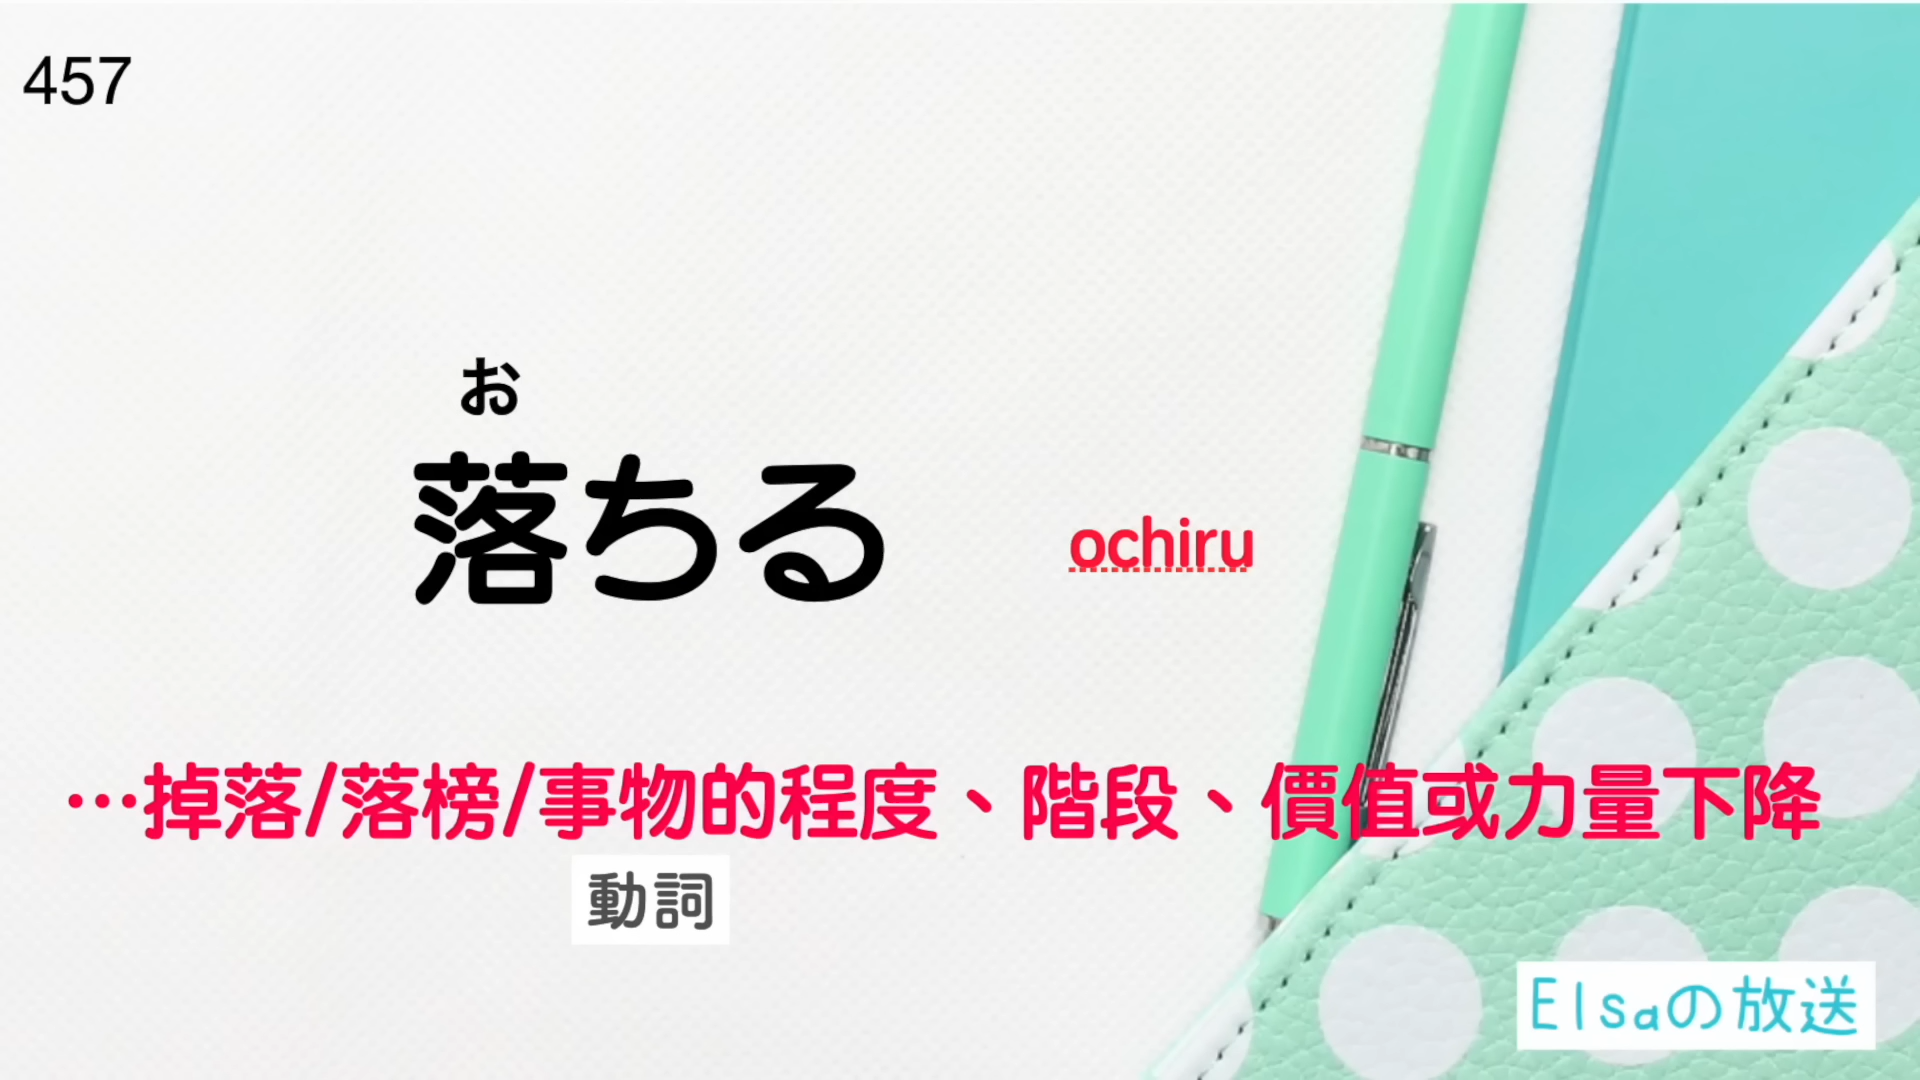 457
お
落ちる ochiru
…掉落/落榜/事物的程度、階段、價值或力量下降
動詞
Elsaの放送